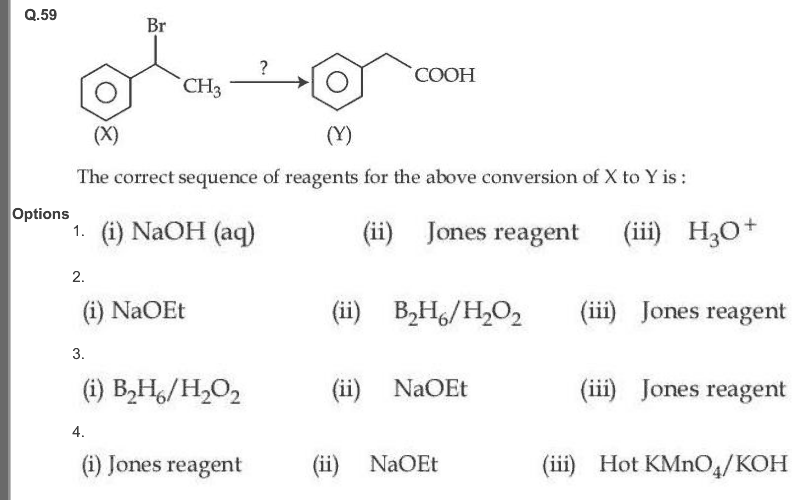 Q.59
Br
?
CH₃
COOH
(X)
(Y)
The correct sequence of reagents for the above conversion of X to Y is :
Options
1. (i) NaOH (aq) (ii) Jones reagent (iii) H₃O⁺
2.
(i) NaOEt (ii) B₂H₆/H₂O₂ (iii) Jones reagent
3.
(i) B₂H₆/H₂O₂ (ii) NaOEt (iii) Jones reagent
4.
(i) Jones reagent (ii) NaOEt (iii) Hot KMnO₄/KOH